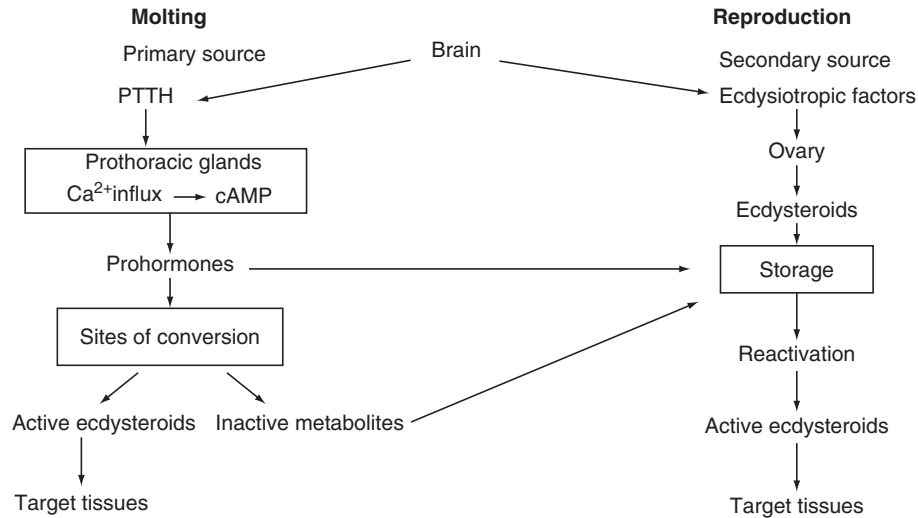 Molting
Primary source
PTTH
Prothoracic glands
Ca²⁺influx → cAMP
Prohormones
Sites of conversion
Active ecdysteroids
Inactive metabolites
Target tissues
Brain
Reproduction
Secondary source
Ecdysiotropic factors
Ovary
Ecdysteroids
Storage
Reactivation
Active ecdysteroids
Target tissues